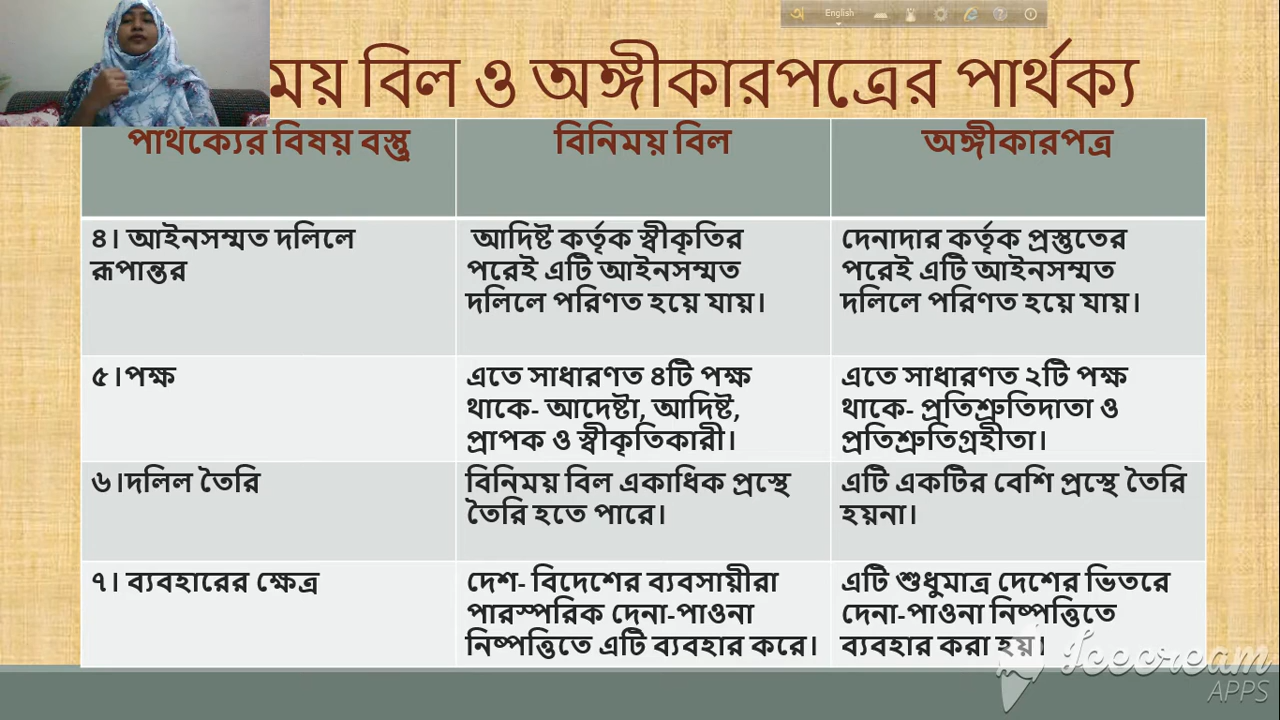 English
ময় বিল ও অঙ্গীকারপত্রের পার্থক্য
পার্থক্যের বিষয় বস্তু
বিনিময় বিল
অঙ্গীকারপত্র
৪। আইনসম্মত দলিলে
রূপান্তর
আদিষ্ট কর্তৃক স্বীকৃতির
পরেই এটি আইনসম্মত
দলিলে পরিণত হয়ে যায়।
দেনাদার কর্তৃক প্রস্তুতের
পরেই এটি আইনসম্মত
দলিলে পরিণত হয়ে যায়।
৫।পক্ষ
এতে সাধারণত ৪টি পক্ষ
থাকে- আদেষ্টা, আদিষ্ট,
প্রাপক ও স্বীকৃতিকারী।
এতে সাধারণত ২টি পক্ষ
থাকে- প্রতিশ্রুতিদাতা ও
প্রতিশ্রুতিগ্রহীতা।
৬।দলিল তৈরি
বিনিময় বিল একাধিক প্রস্থে
তৈরি হতে পারে।
এটি একটির বেশি প্রস্থে তৈরি
হয়না।
৭। ব্যবহারের ক্ষেত্র
দেশ- বিদেশের ব্যবসায়ীরা
পারস্পরিক দেনা-পাওনা
নিষ্পত্তিতে এটি ব্যবহার করে।
এটি শুধুমাত্র দেশের ভিতরে
দেনা-পাওনা নিষ্পত্তিতে
ব্যবহার করা হয়।
Icecream
APPS